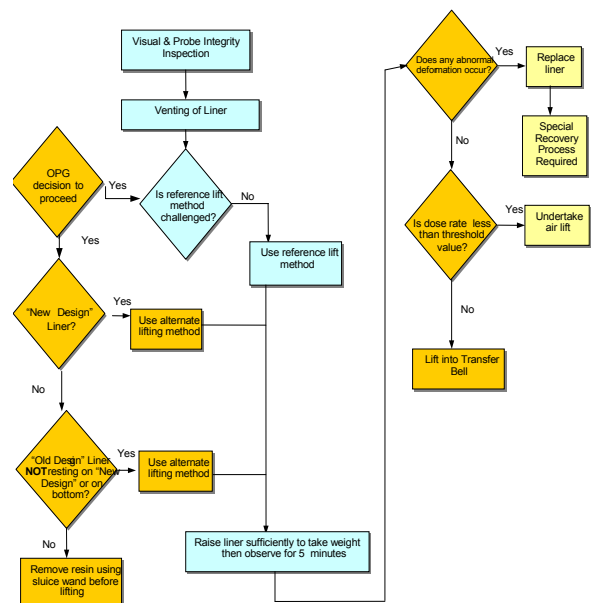 Visual & Probe Integrity
Inspection
Venting of Liner
OPG
decision to
proceed
Yes
Is reference lift
method
challenged?
No
Yes
Use reference lift
method
"New Design"
Liner?
Yes
Use alternate
lifting method
No
"Old Design" Liner
NOT resting on "New
Design" or on
bottom?
Yes
Use alternate
lifting method
No
Remove resin using
sluice wand before
lifting
Raise liner sufficiently to take weight
then observe for 5 minutes
Does any abnormal
deformation occur?
Yes
Replace
liner
Special
Recovery
Process
Required
No
Is dose rate less
than threshold
value?
Yes
Undertake
air lift
No
Lift into Transfer
Bell